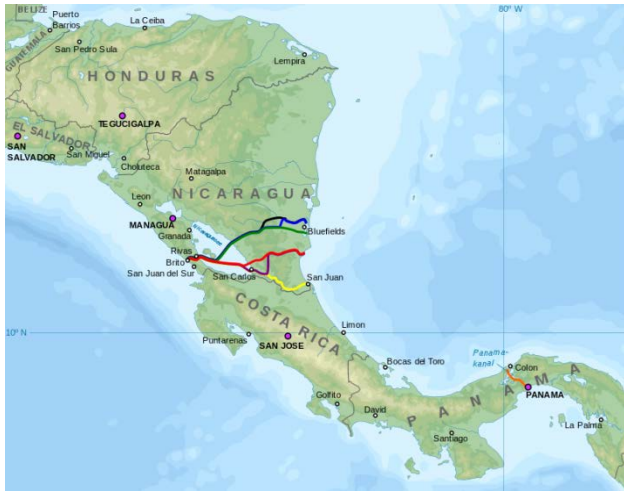 BELIZE
80° W
Puerto
Barrios
La Ceiba
GUATEMALA
San Pedro Sula
Lempira
HONDURAS
TEGUCIGALPA
EL SALVADOR
SAN
SALVADOR
San Miguel
Choluteca
Matagalpa
NICARAGUA
Leon
MANAGUA
Granada
Bluefields
Rivas
Brito
San Juan del Sur
San Carlos
San Juan
COSTA RICA
10° N
Limon
Puntarenas
SAN JOSE
Panama-
kanal
Bocas del Toro
Colon
PANAMA
PANAMA
Golfito
David
La Palma
Santiago